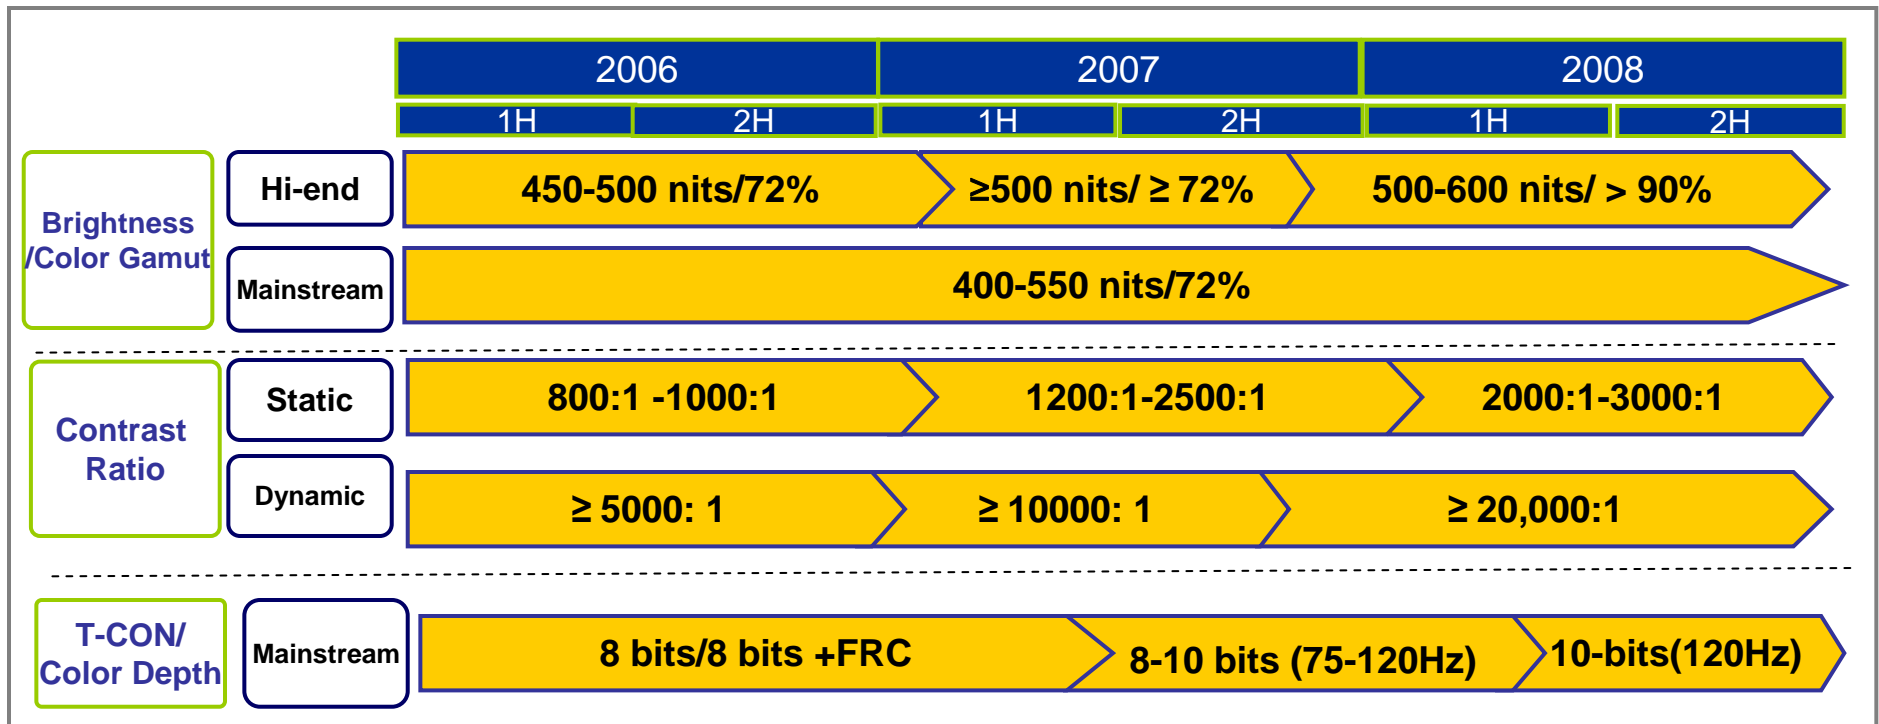 2006 2007 2008
1H 2H 1H 2H 1H 2H
Brightness
/Color Gamut
Hi-end
450-500 nits/72% ≥500 nits/ ≥ 72% 500-600 nits/ > 90%
Mainstream
400-550 nits/72%
Contrast
Ratio
Static
800:1 -1000:1 1200:1-2500:1 2000:1-3000:1
Dynamic
≥ 5000: 1 ≥ 10000: 1 ≥ 20,000:1
T-CON/
Color Depth
Mainstream
8 bits/8 bits +FRC 8-10 bits (75-120Hz) 10-bits(120Hz)